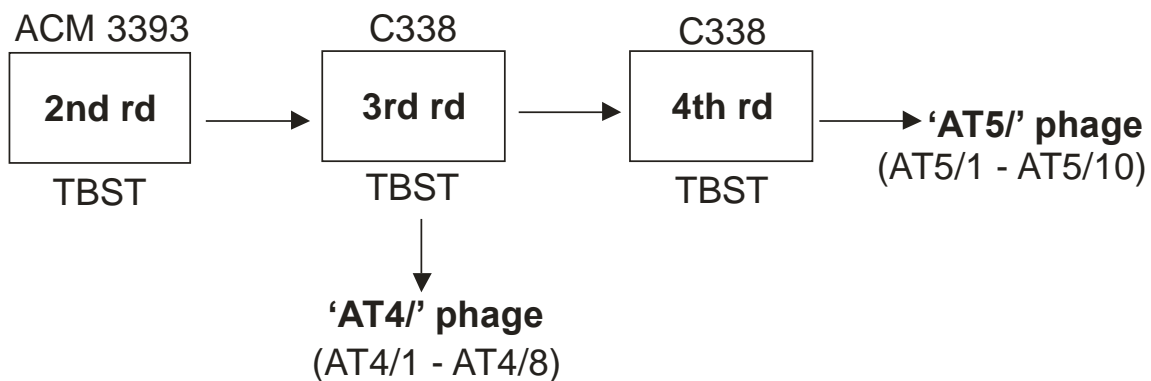 ACM 3393
C338
C338
2nd rd
3rd rd
4th rd
TBST
TBST
TBST
‘AT5/’ phage
(AT5/1 - AT5/10)
‘AT4/’ phage
(AT4/1 - AT4/8)